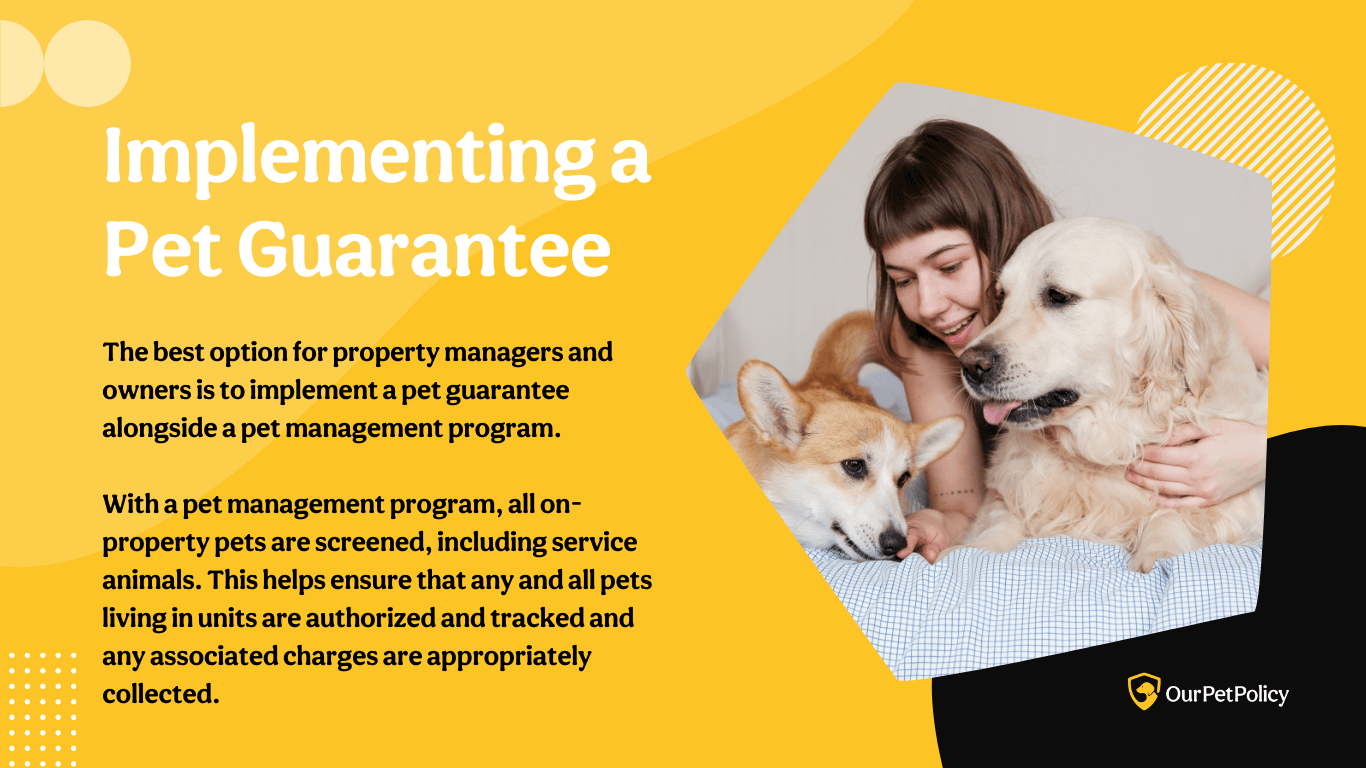 Implementing a
Pet Guarantee
The best option for property managers and
owners is to implement a pet guarantee
alongside a pet management program.
With a pet management program, all on-
property pets are screened, including service
animals. This helps ensure that any and all pets
living in units are authorized and tracked and
any associated charges are appropriately
collected.
OurPetPolicy